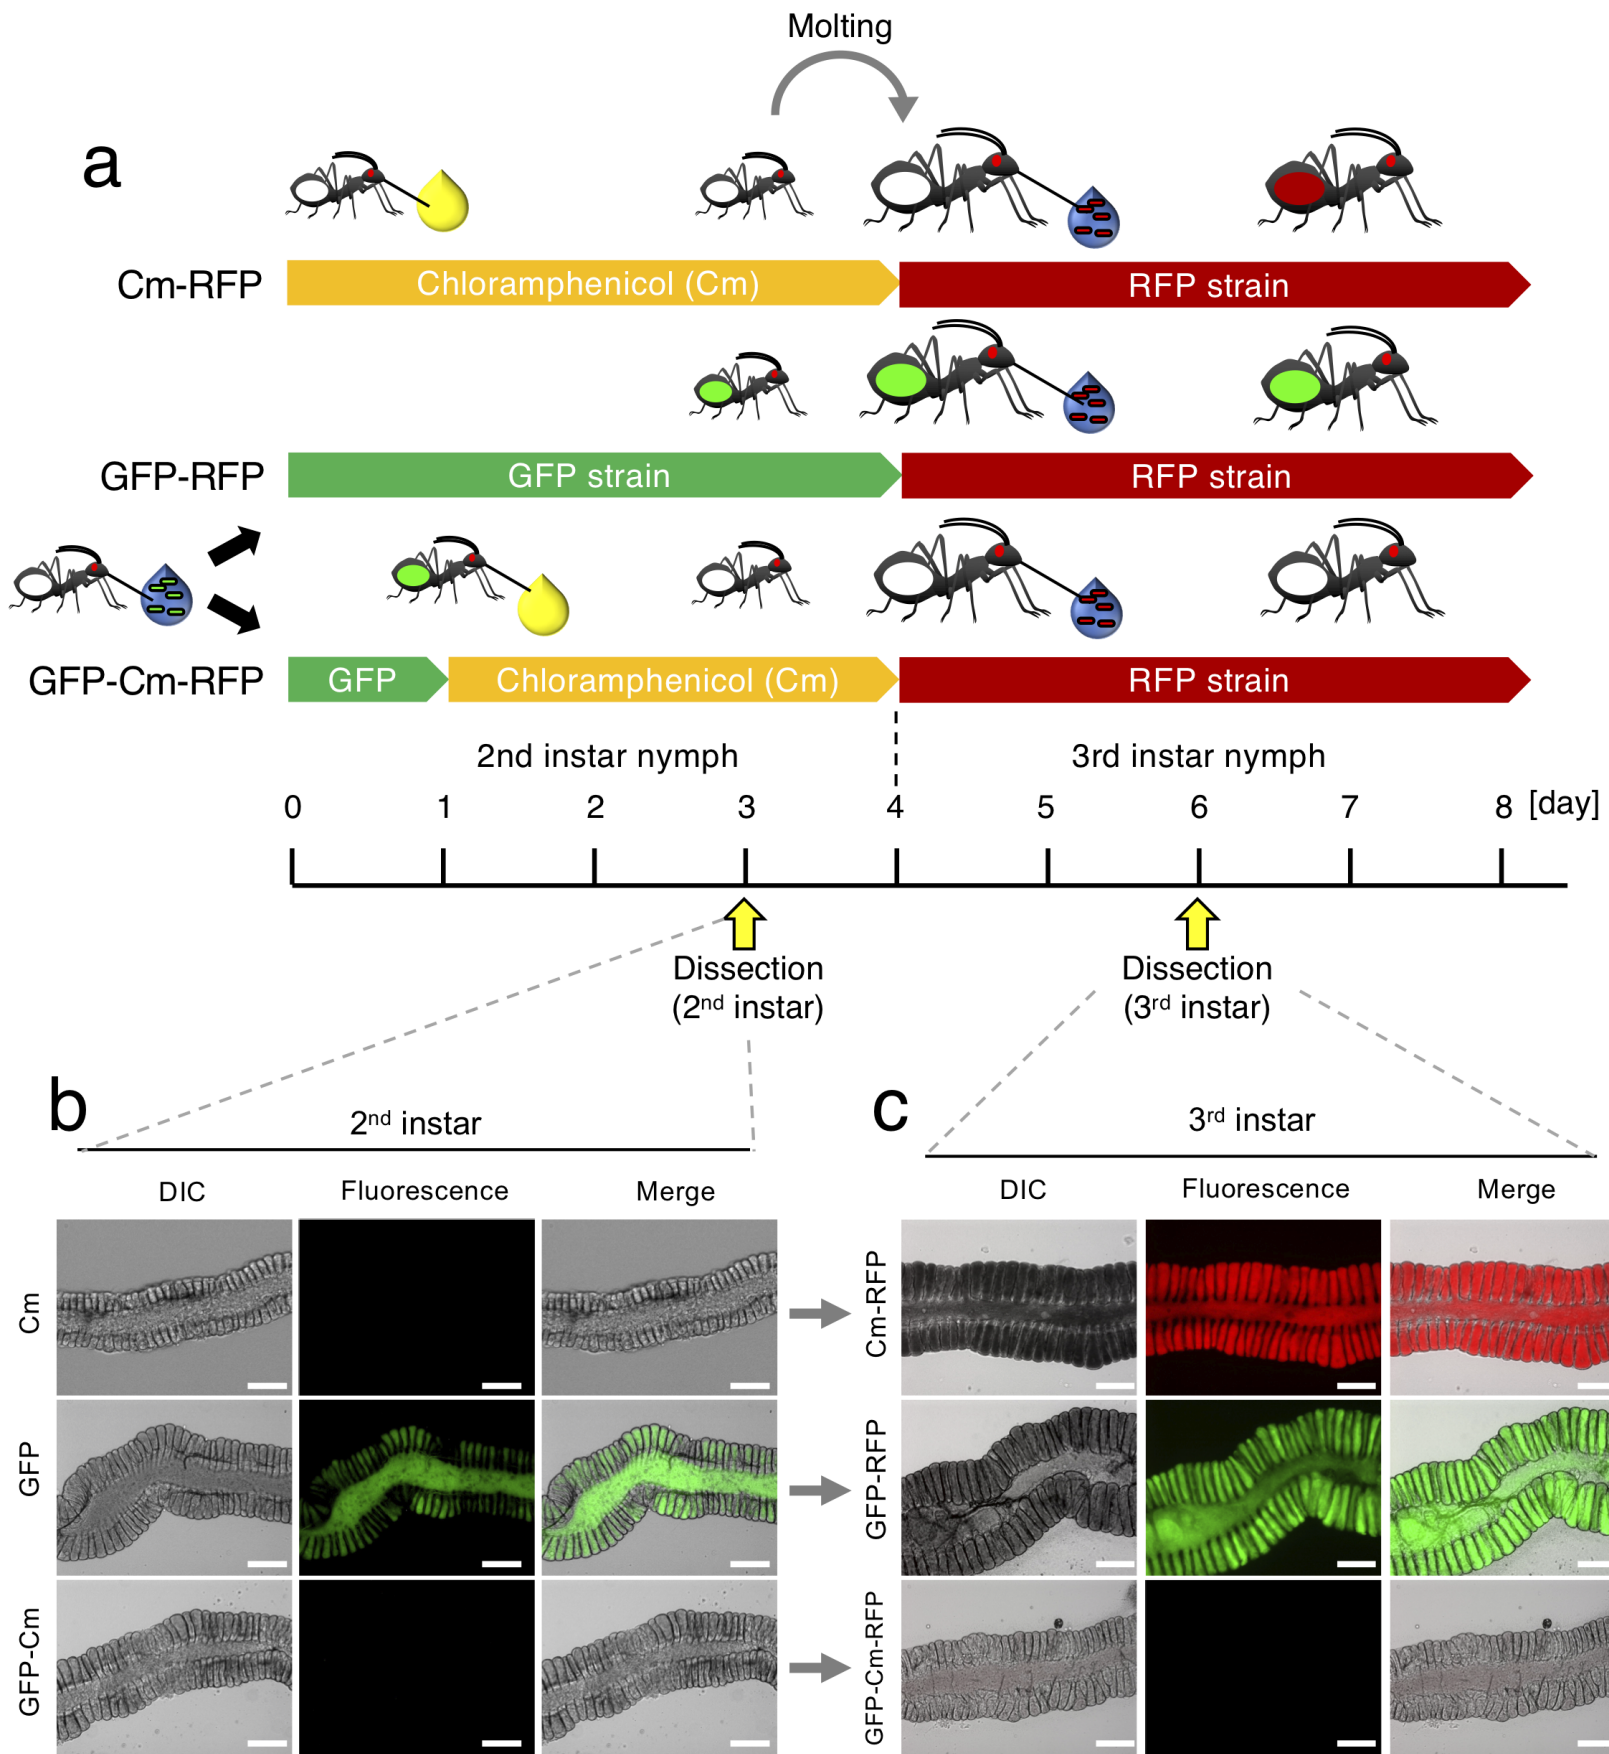 Molting
a
Cm-RFP
Chloramphenicol (Cm)
RFP strain
GFP-RFP
GFP strain
RFP strain
GFP-Cm-RFP
GFP
Chloramphenicol (Cm)
RFP strain
2nd instar nymph
3rd instar nymph
0 1 2 3 4 5 6 7 8 [day]
Dissection
(2nd instar)
Dissection
(3rd instar)
b
2nd instar
DIC Fluorescence Merge
Cm
GFP
GFP-Cm
c
3rd instar
DIC Fluorescence Merge
Cm-RFP
GFP-RFP
GFP-Cm-RFP